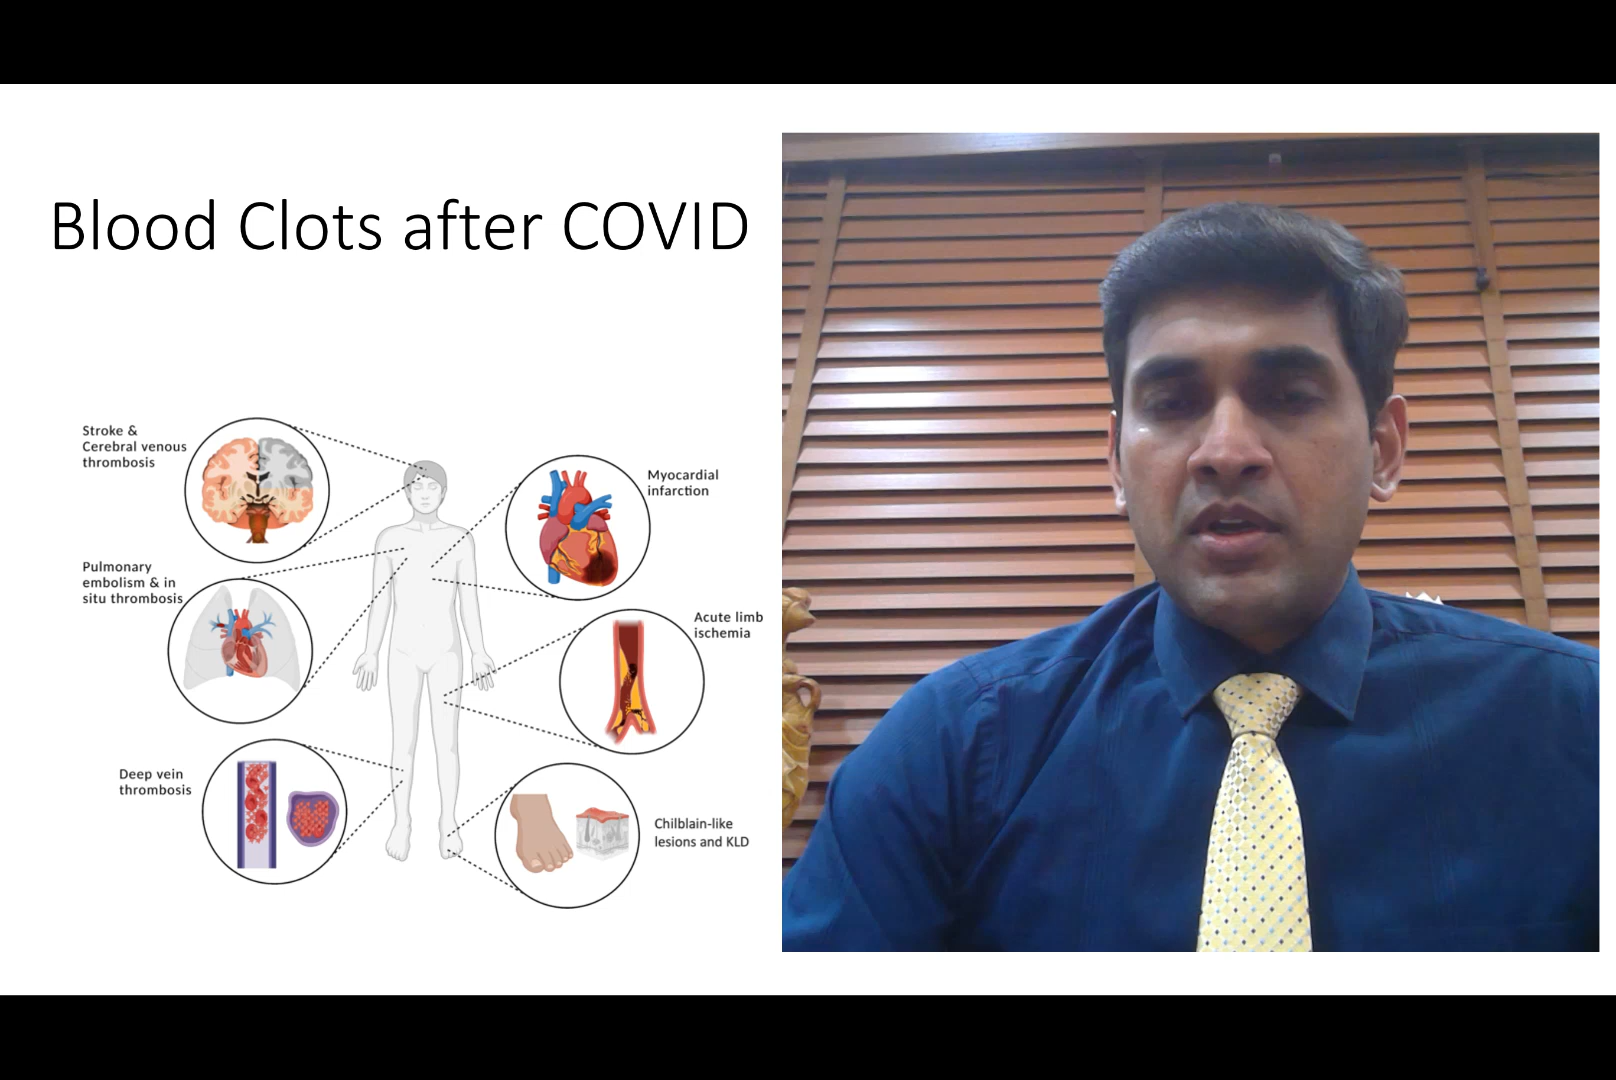 Blood Clots after COVID
Stroke &
Cerebral venous
thrombosis
Myocardial
infarction
Pulmonary
embolism & in
situ thrombosis
Acute limb
ischemia
Deep vein
thrombosis
Chilblain-like
lesions and KLD